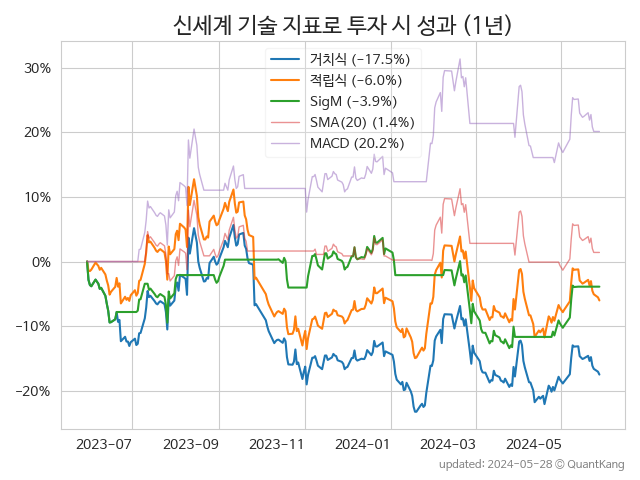 신세계 기술 지표로 투자 시 성과 (1년)
거치식 (−17.5%)
적립식 (−6.0%)
SigM (−3.9%)
SMA(20) (1.4%)
MACD (20.2%)
30%
20%
10%
0%
−10%
−20%
2023−07
2023−09
2023−11
2024−01
2024−03
2024−05
updated: 2024−05−28 ⓒ QuantKang